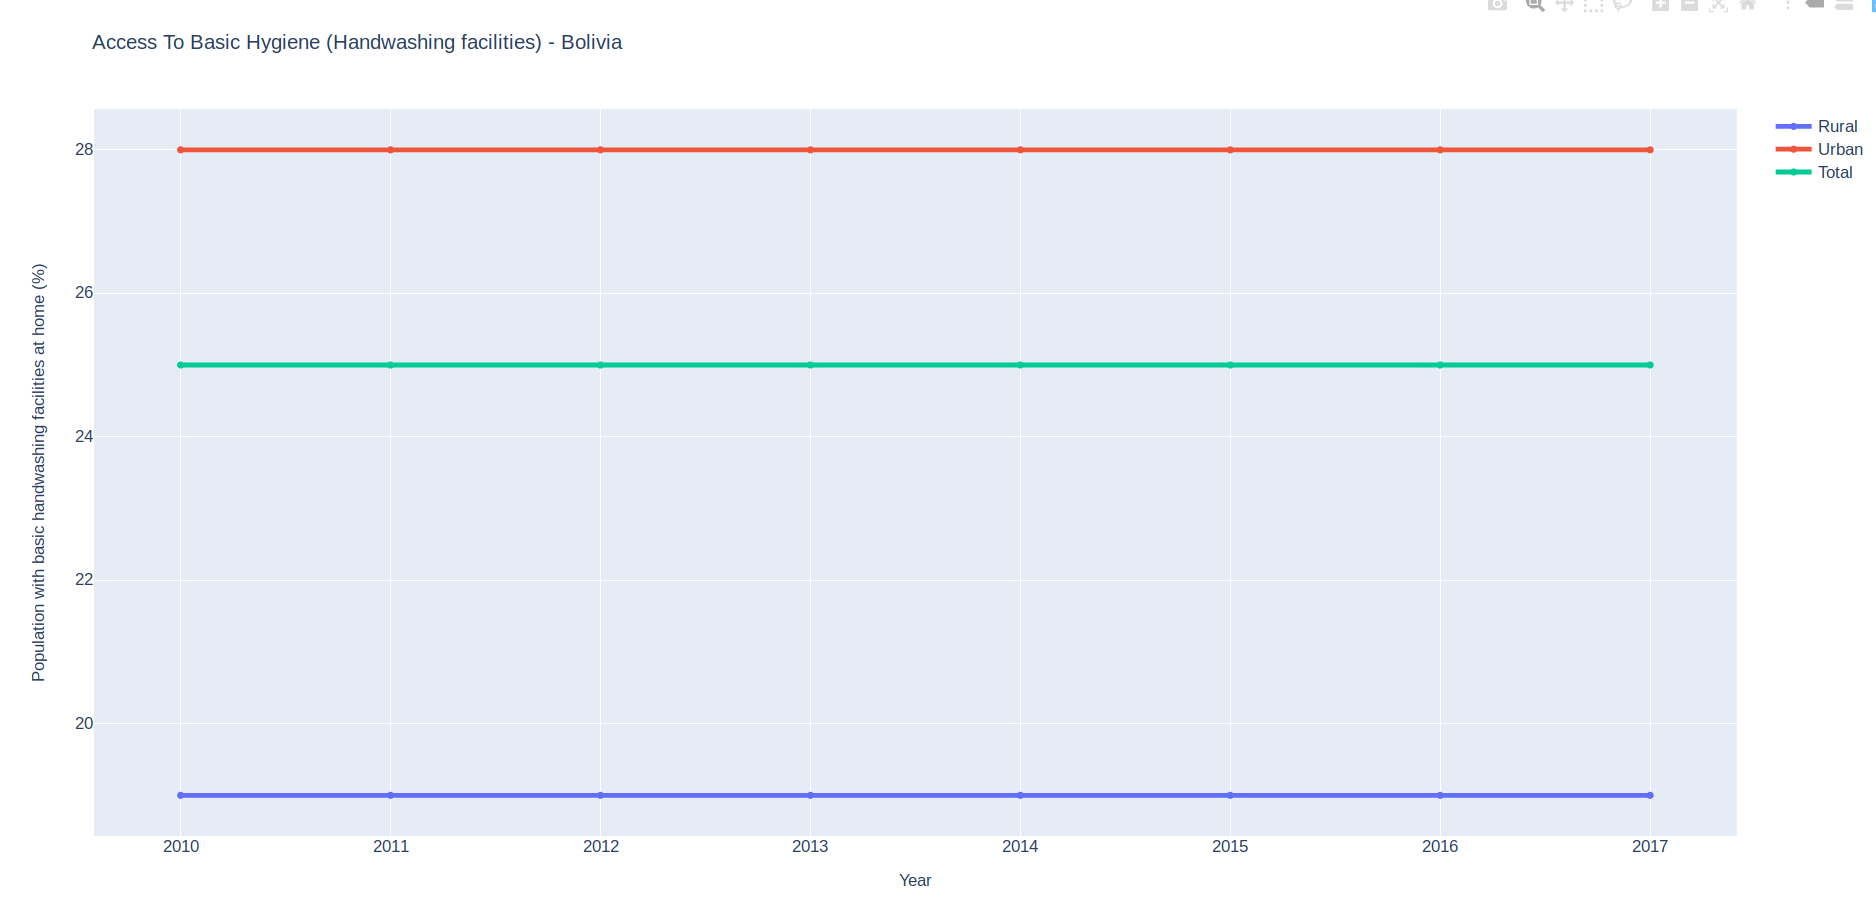 Access To Basic Hygiene (Handwashing facilities) - Bolivia
Rural
Urban
Total
Population with basic handwashing facilities at home (%)
28
26
24
22
20
2010
2011
2012
2013
2014
2015
2016
2017
Year